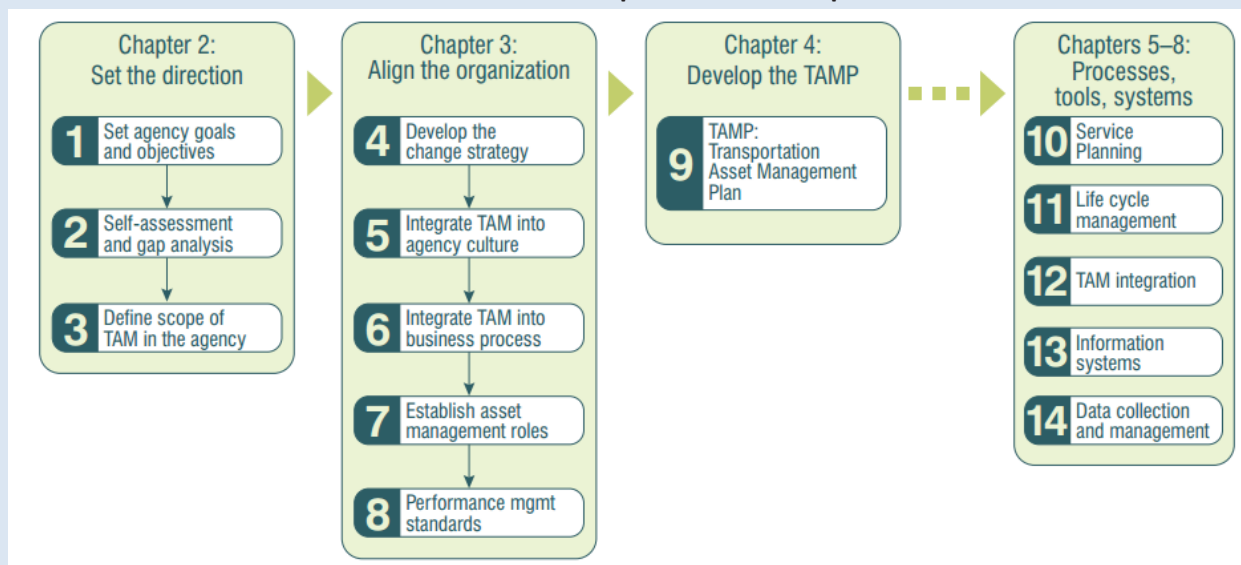 Chapter 2:
Set the direction
1
Set agency goals
and objectives
2
Self-assessment
and gap analysis
3
Define scope of
TAM in the agency
Chapter 3:
Align the organization
4
Develop the
change strategy
5
Integrate TAM into
agency culture
6
Integrate TAM into
business process
7
Establish asset
management roles
8
Performance mgmt
standards
Chapter 4:
Develop the TAMP
9
TAMP:
Transportation
Asset Management
Plan
Chapters 5–8:
Processes,
tools, systems
10
Service
Planning
11
Life cycle
management
12
TAM integration
13
Information
systems
14
Data collection
and management